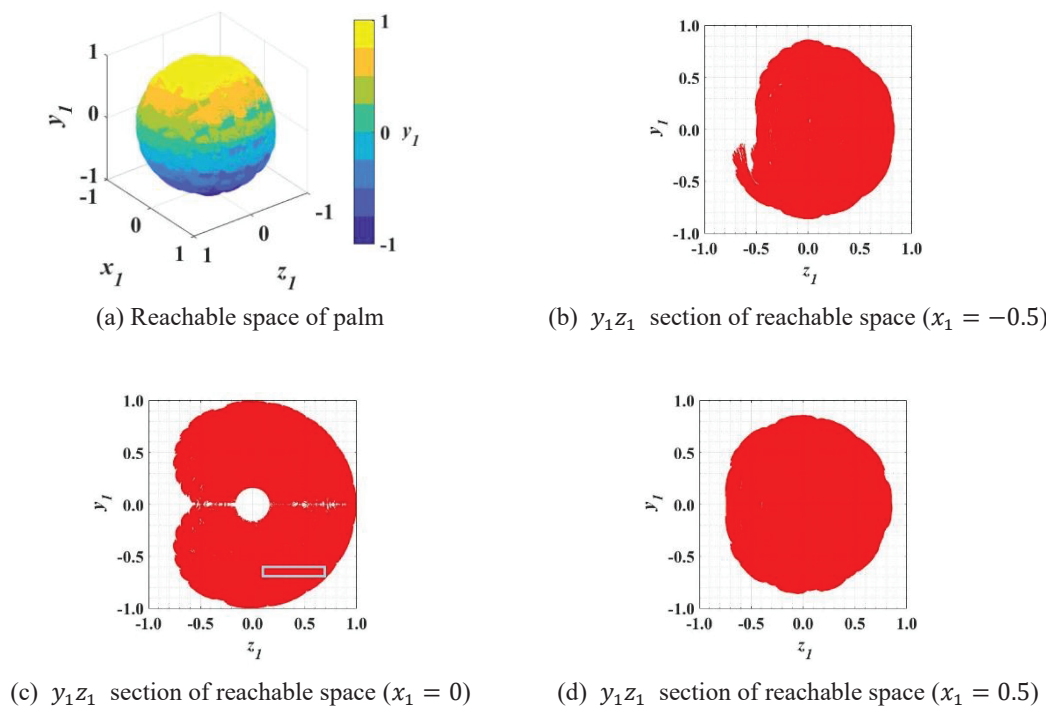 1
y₁
0
-1
-1
0
x₁
1
1
0
z₁
-1
1
0 y₁
-1
(a) Reachable space of palm
1.0
0.5
y₁
0.0
-0.5
-1.0
-1.0 -0.5 0.0 0.5 1.0
z₁
(b) y₁z₁ section of reachable space (x₁ = −0.5)
1.0
0.5
y₁
0.0
-0.5
-1.0
-1.0 -0.5 0.0 0.5 1.0
z₁
(c) y₁z₁ section of reachable space (x₁ = 0)
1.0
0.5
y₁
0.0
-0.5
-1.0
-1.0 -0.5 0.0 0.5 1.0
z₁
(d) y₁z₁ section of reachable space (x₁ = 0.5)